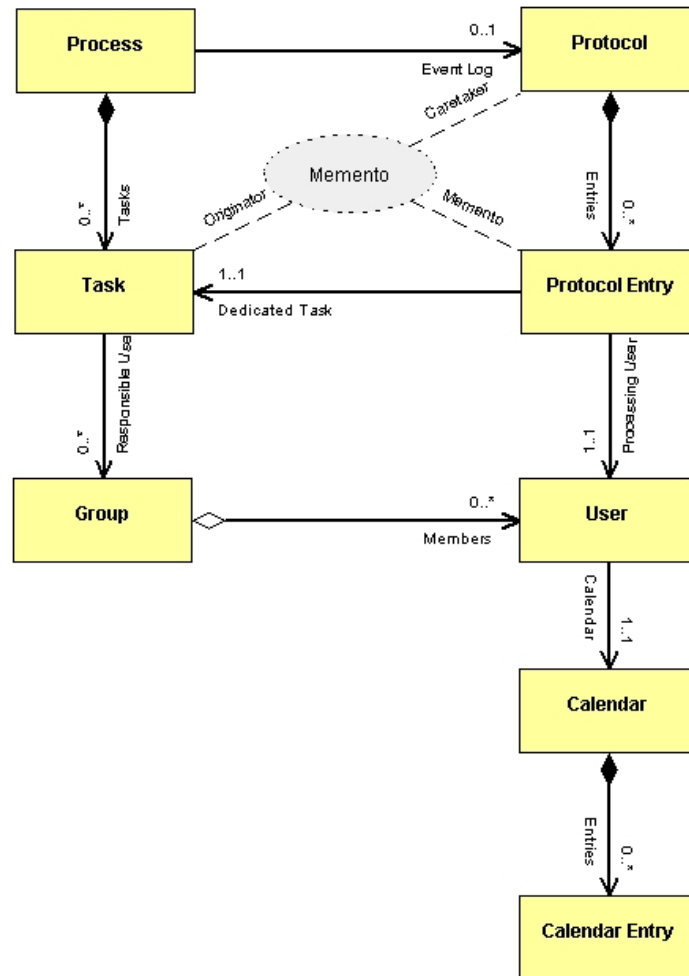 Process
0..1
Protocol
Event Log
Caretaker
Memento
0..*
Tasks
Originator
Memento
Entries
0..*
Task
1..1
Dedicated Task
Protocol Entry
0..*
Responsible Use
1..1
Processing User
Group
0..*
Members
User
Calendar
1..1
Calendar
Entries
0..*
Calendar Entry